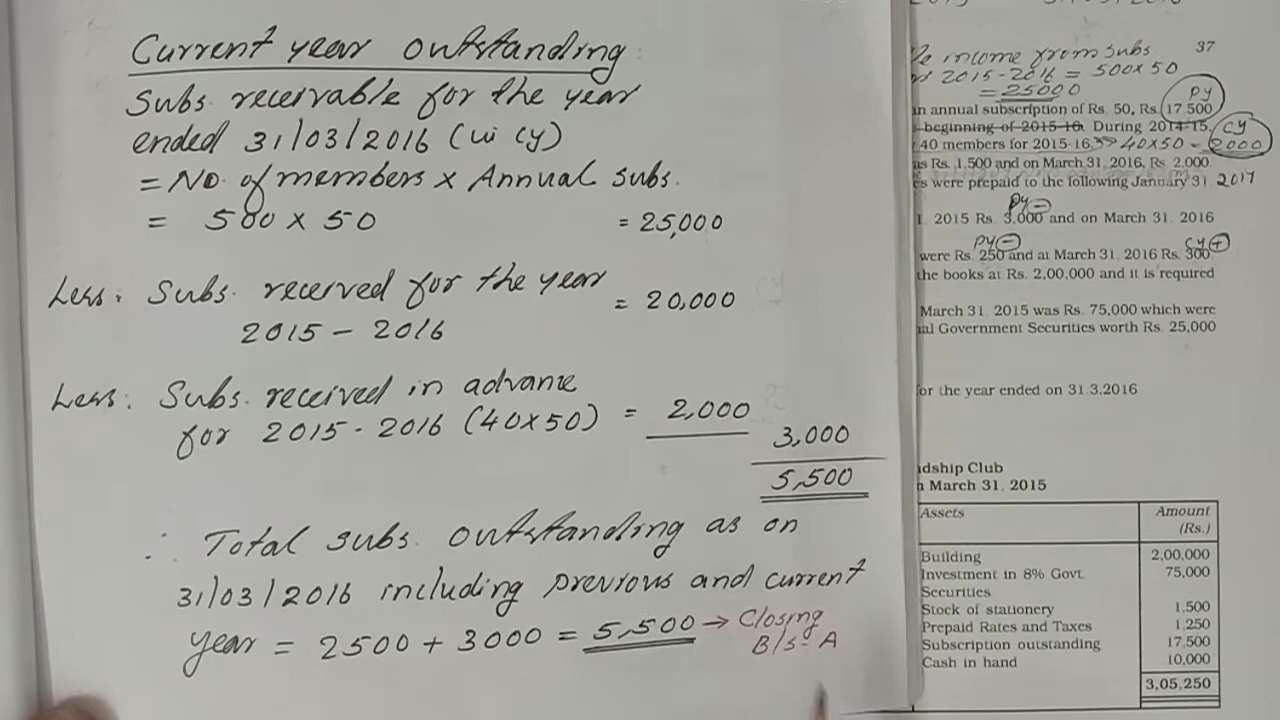 Current year outstanding
Subs. receivable for the year
ended 31/03/2016 (ii CY)
= No. of members x Annual subs.
= 500 x 50 = 25,000
Less: Subs. received for the year = 20,000
2015 - 2016
Less: Subs. received in advance
for 2015 - 2016 (40x50) = 2,000
3,000
5,500
∴ Total subs. outstanding as on
31/03/2016 including previous and current
year = 2500 + 3000 = 5,500 → Closing
B/S - A
income from subs 37
2015-2016 = 500x50
= 25000
PY
an annual subscription of Rs. 50, Rs. 17,500
beginning of 2015-16. During 2014-15, CY
40 members for 2015-16, 40x50 = 2000
as Rs. 1,500 and on March 31, 2016, Rs. 2,000.
es were prepaid to the following January 31 2017
PY -
1, 2015 Rs. 3,000 and on March 31, 2016
PY - CY +
were Rs. 250 and at March 31, 2016 Rs. 300
the books at Rs. 2,00,000 and it is required
March 31, 2015 was Rs. 75,000 which were
al Government Securities worth Rs. 25,000
for the year ended on 31.3.2016
dship Club
March 31, 2015
Assets Amount
(Rs.)
Building 2,00,000
Investment in 8% Govt. 75,000
Securities
Stock of stationery 1,500
Prepaid Rates and Taxes 1,250
Subscription outstanding 17,500
Cash in hand 10,000
3,05,250